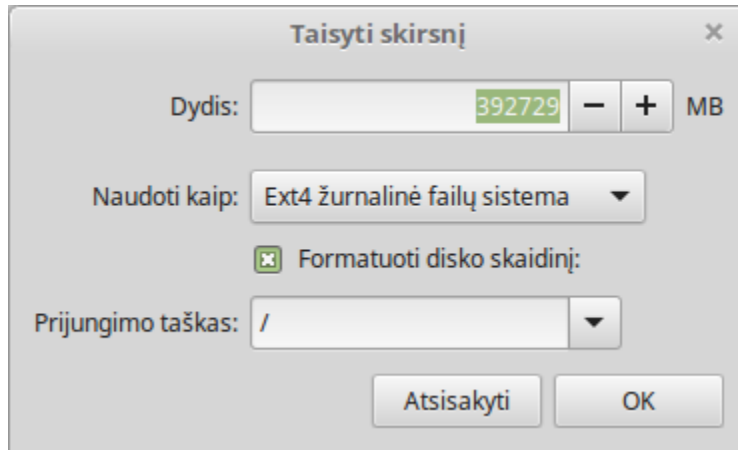 Taisyti skirsnį
Dydis: 392729 MB
Naudoti kaip: Ext4 žurnalinė failų sistema
Formatuoti disko skaidinį:
Prijungimo taškas: /
Atsisakyti OK